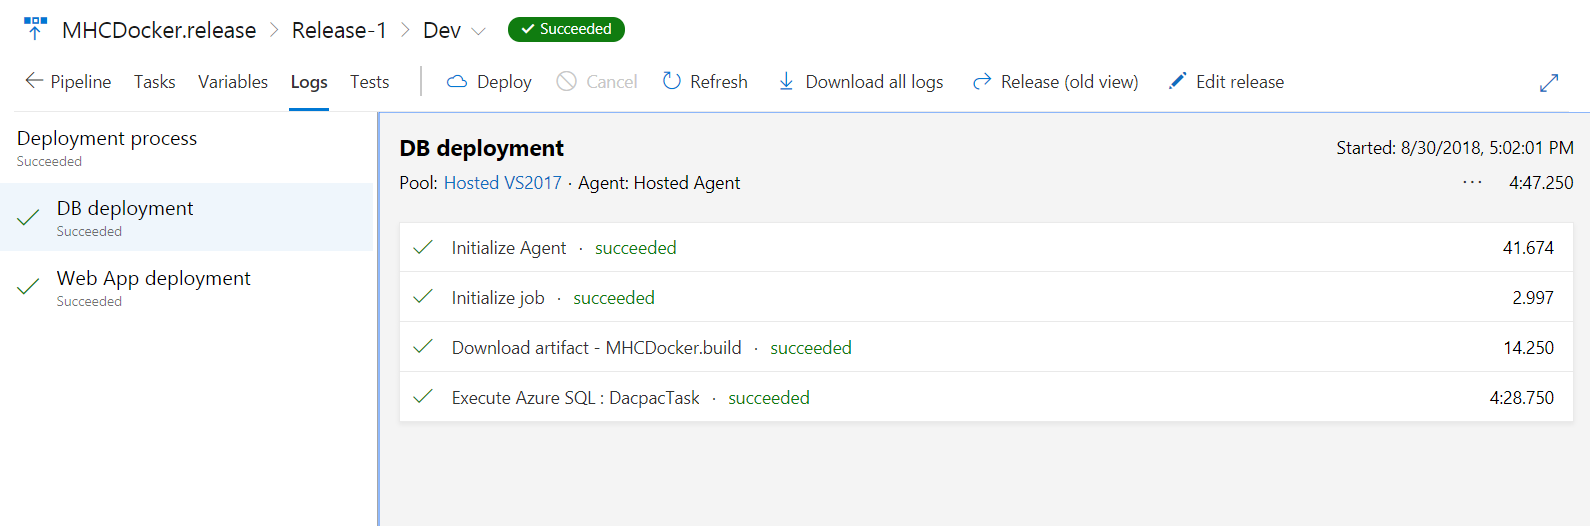 MHCDocker.release > Release-1 > Dev Succeeded
Pipeline Tasks Variables Logs Tests Deploy Cancel Refresh Download all logs Release (old view) Edit release
Deployment process
Succeeded
DB deployment
Succeeded
Web App deployment
Succeeded
DB deployment Started: 8/30/2018, 5:02:01 PM
Pool: Hosted VS2017 · Agent: Hosted Agent ··· 4:47.250
Initialize Agent · succeeded 41.674
Initialize job · succeeded 2.997
Download artifact - MHCDocker.build · succeeded 14.250
Execute Azure SQL : DacpacTask · succeeded 4:28.750